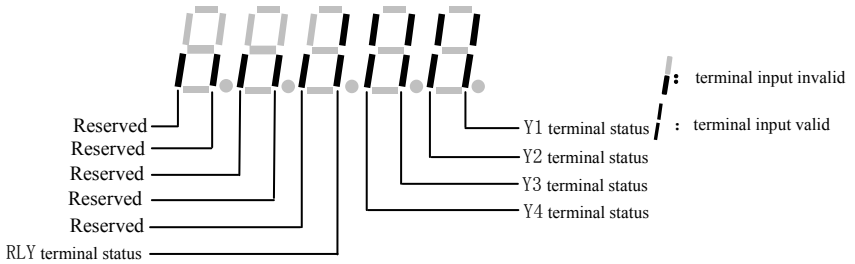 Reserved
Reserved
Reserved
Reserved
Reserved
RLY terminal status
Y1 terminal status
Y2 terminal status
Y3 terminal status
Y4 terminal status
: terminal input invalid
: terminal input valid